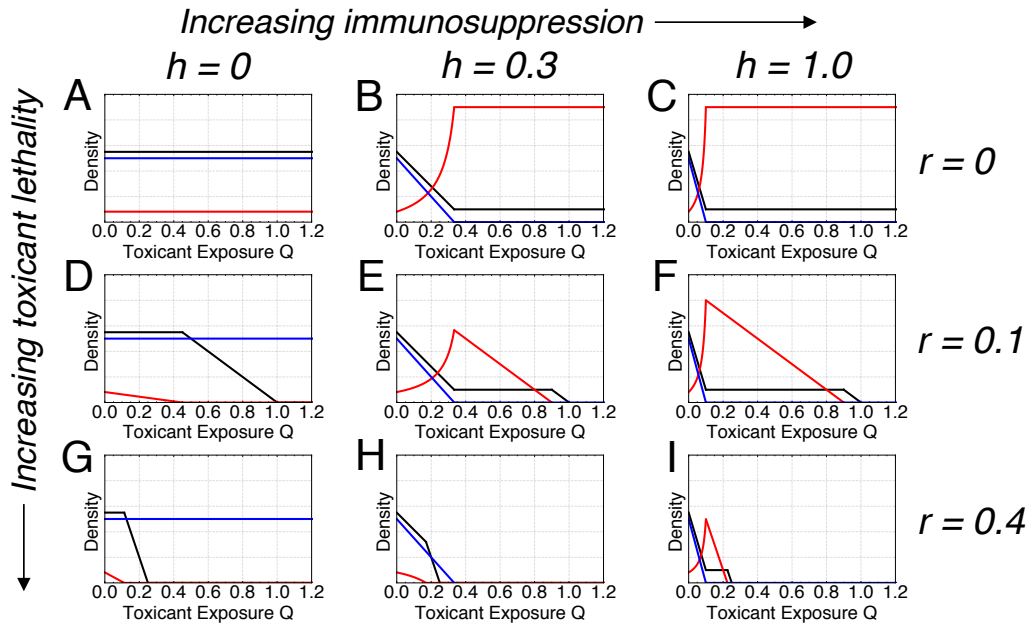 Increasing immunosuppression
h = 0 h = 0.3 h = 1.0
Increasing toxicant lethality
A B C
Density Density Density
0.0 0.2 0.4 0.6 0.8 1.0 1.2 0.0 0.2 0.4 0.6 0.8 1.0 1.2 0.0 0.2 0.4 0.6 0.8 1.0 1.2
Toxicant Exposure Q Toxicant Exposure Q Toxicant Exposure Q
r = 0
D E F
Density Density Density
0.0 0.2 0.4 0.6 0.8 1.0 1.2 0.0 0.2 0.4 0.6 0.8 1.0 1.2 0.0 0.2 0.4 0.6 0.8 1.0 1.2
Toxicant Exposure Q Toxicant Exposure Q Toxicant Exposure Q
r = 0.1
G H I
Density Density Density
0.0 0.2 0.4 0.6 0.8 1.0 1.2 0.0 0.2 0.4 0.6 0.8 1.0 1.2 0.0 0.2 0.4 0.6 0.8 1.0 1.2
Toxicant Exposure Q Toxicant Exposure Q Toxicant Exposure Q
r = 0.4